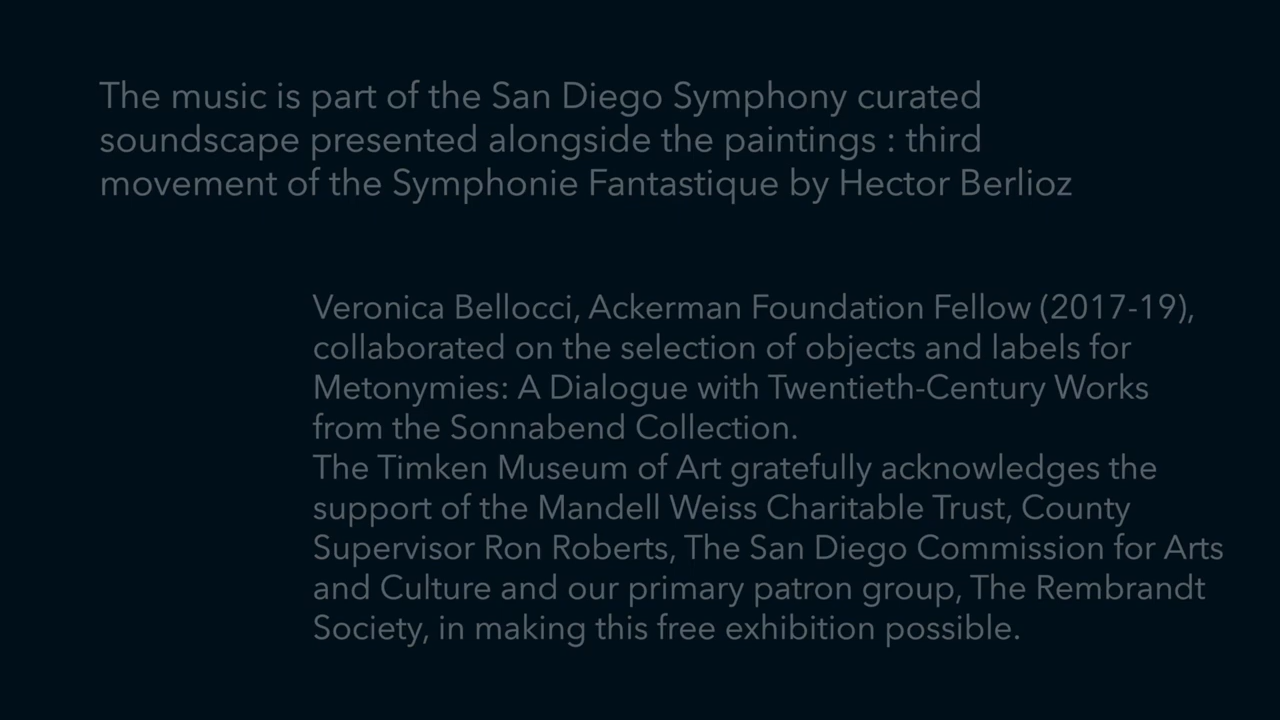 The music is part of the San Diego Symphony curated
soundscape presented alongside the paintings : third
movement of the Symphonie Fantastique by Hector Berlioz
Veronica Bellocci, Ackerman Foundation Fellow (2017-19),
collaborated on the selection of objects and labels for
Metonymies: A Dialogue with Twentieth-Century Works
from the Sonnabend Collection.
The Timken Museum of Art gratefully acknowledges the
support of the Mandell Weiss Charitable Trust, County
Supervisor Ron Roberts, The San Diego Commission for Arts
and Culture and our primary patron group, The Rembrandt
Society, in making this free exhibition possible.